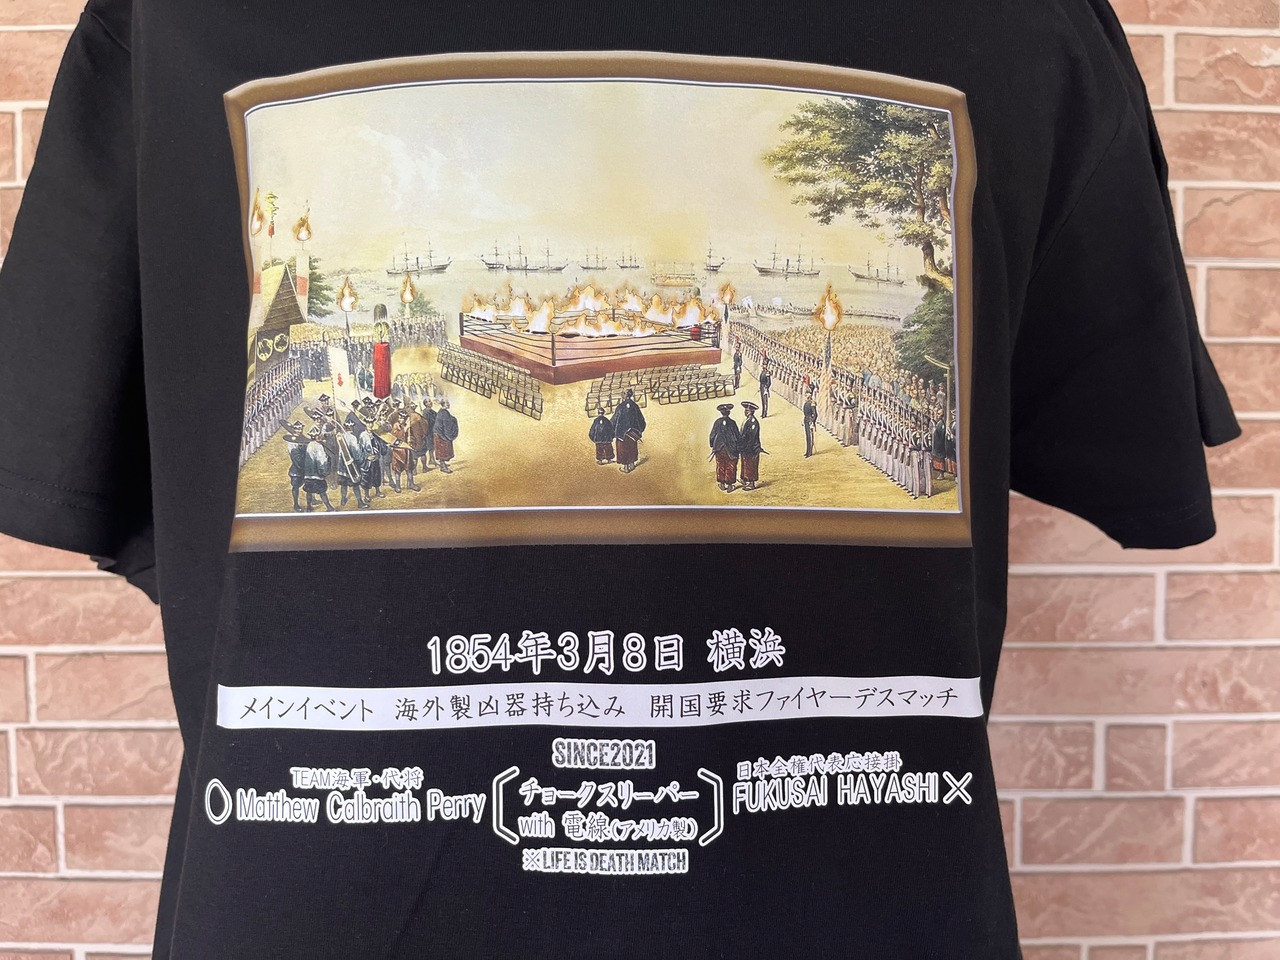 1854年3月8日 横浜
メインイベント 海外製凶器持ち込み 開国要求ファイヤーデスマッチ
SINCE2021
TEAM海軍・代将
○Matthew Calbraith Perry
チョークスリーパー
with 電線(アメリカ製)
日本全権代表応接掛
FUKUSAI HAYASHI×
※LIFE IS DEATH MATCH